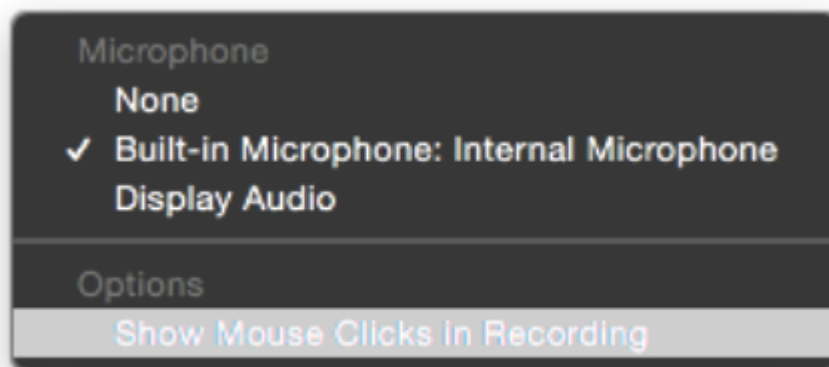 Microphone
None
✓ Built-in Microphone: Internal Microphone
Display Audio
Options
Show Mouse Clicks in Recording